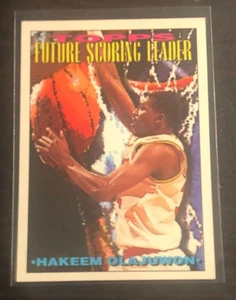 TOPPS
FUTURE SCORING LEADER
•HAKEEM OLAJUWON•